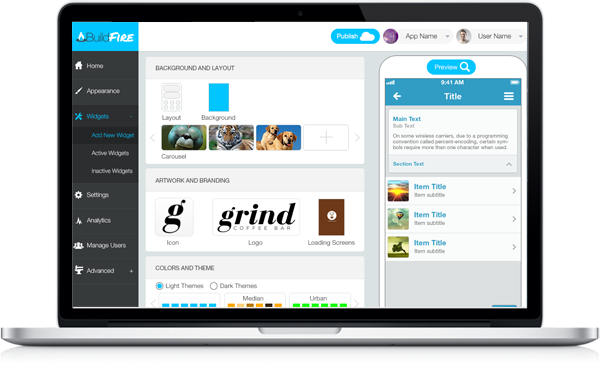 BuildFIRE
Publish
App Name
User Name
Home
Appearance
Widgets -
Add New Widget
Active Widgets
Inactive Widgets
Settings
Analytics
Manage Users
Advanced +
BACKGROUND AND LAYOUT
Layout
Background
Carousel
ARTWORK AND BRANDING
g
grind
COFFEE BAR
Icon
Logo
Loading Screens
COLORS AND THEME
Light Themes
Dark Themes
Median
Urban
Preview
9:41 AM
Title
Main Text
Sub Text
On some wireless carriers, due to a programming
convention called percent-encoding, certain sym-
bols require more than one character when used.
Section Text
Item Title
Item subtitle
Item Title
Item subtitle
Item Title
Item subtitle